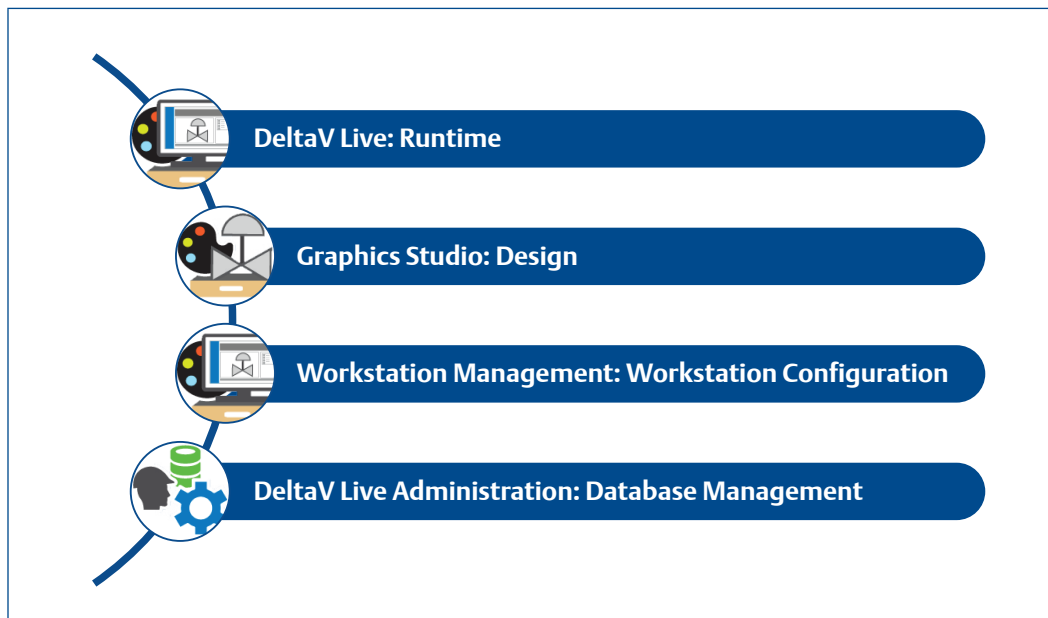 DeltaV Live: Runtime
Graphics Studio: Design
Workstation Management: Workstation Configuration
DeltaV Live Administration: Database Management